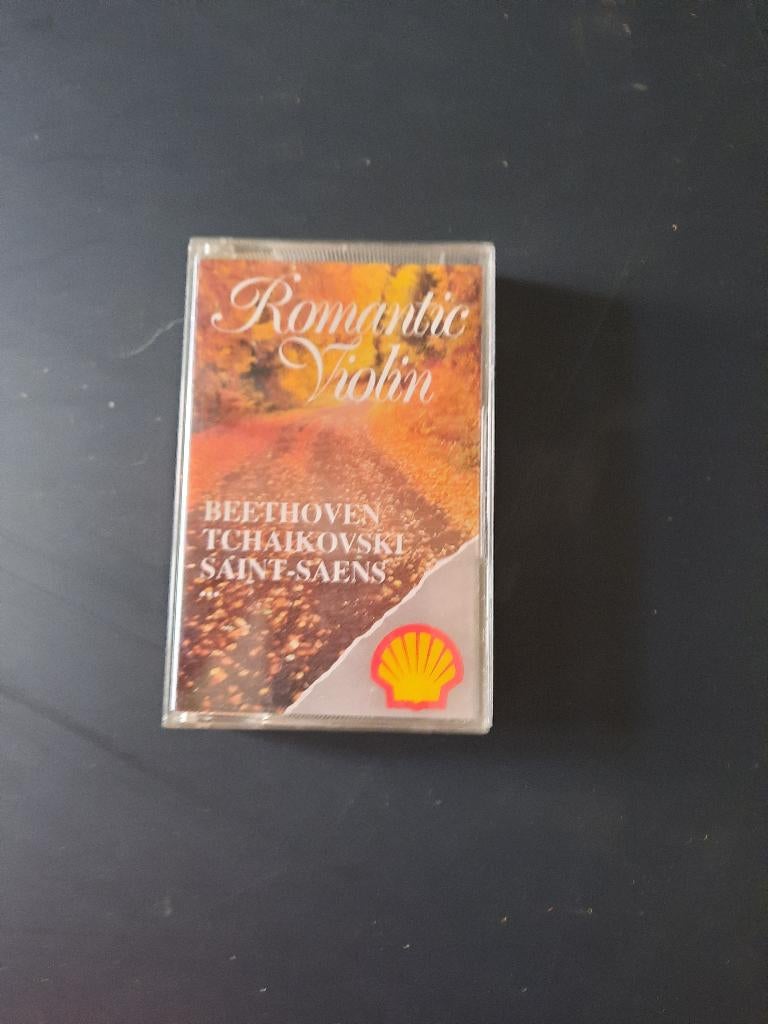 Romantic
Violin
BEETHOVEN
TCHAIKOVSKI
SAINT-SAENS
...